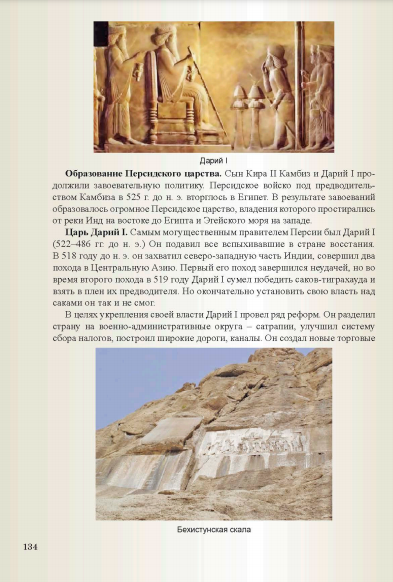 Дарий I
Образование Персидского царства. Сын Кира II Камбиз и Дарий I про-
должили завоевательную политику. Персидское войско под предводитель-
ством Камбиза в 525 г. до н. э. вторглось в Египет. В результате завоеваний
образовалось огромное Персидское царство, владения которого простирались
от реки Инд на востоке до Египта и Эгейского моря на западе.
Царь Дарий I. Самым могущественным правителем Персии был Дарий I
(522–486 гг. до н. э.) Он подавил все вспыхивавшие в стране восстания.
В 518 году до н. э. он захватил северо-западную часть Индии, совершил два
похода в Центральную Азию. Первый его поход завершился неудачей, но во
время второго похода в 519 году Дарий I сумел победить саков-тиграхауда и
взять в плен их предводителя. Но окончательно установить свою власть над
саками он так и не смог.
В целях укрепления своей власти Дарий I провел ряд реформ. Он разделил
страну на военно-административные округа – сатрапии, улучшил систему
сбора налогов, построил широкие дороги, каналы. Он создал новые торговые
Бехистунская скала
134